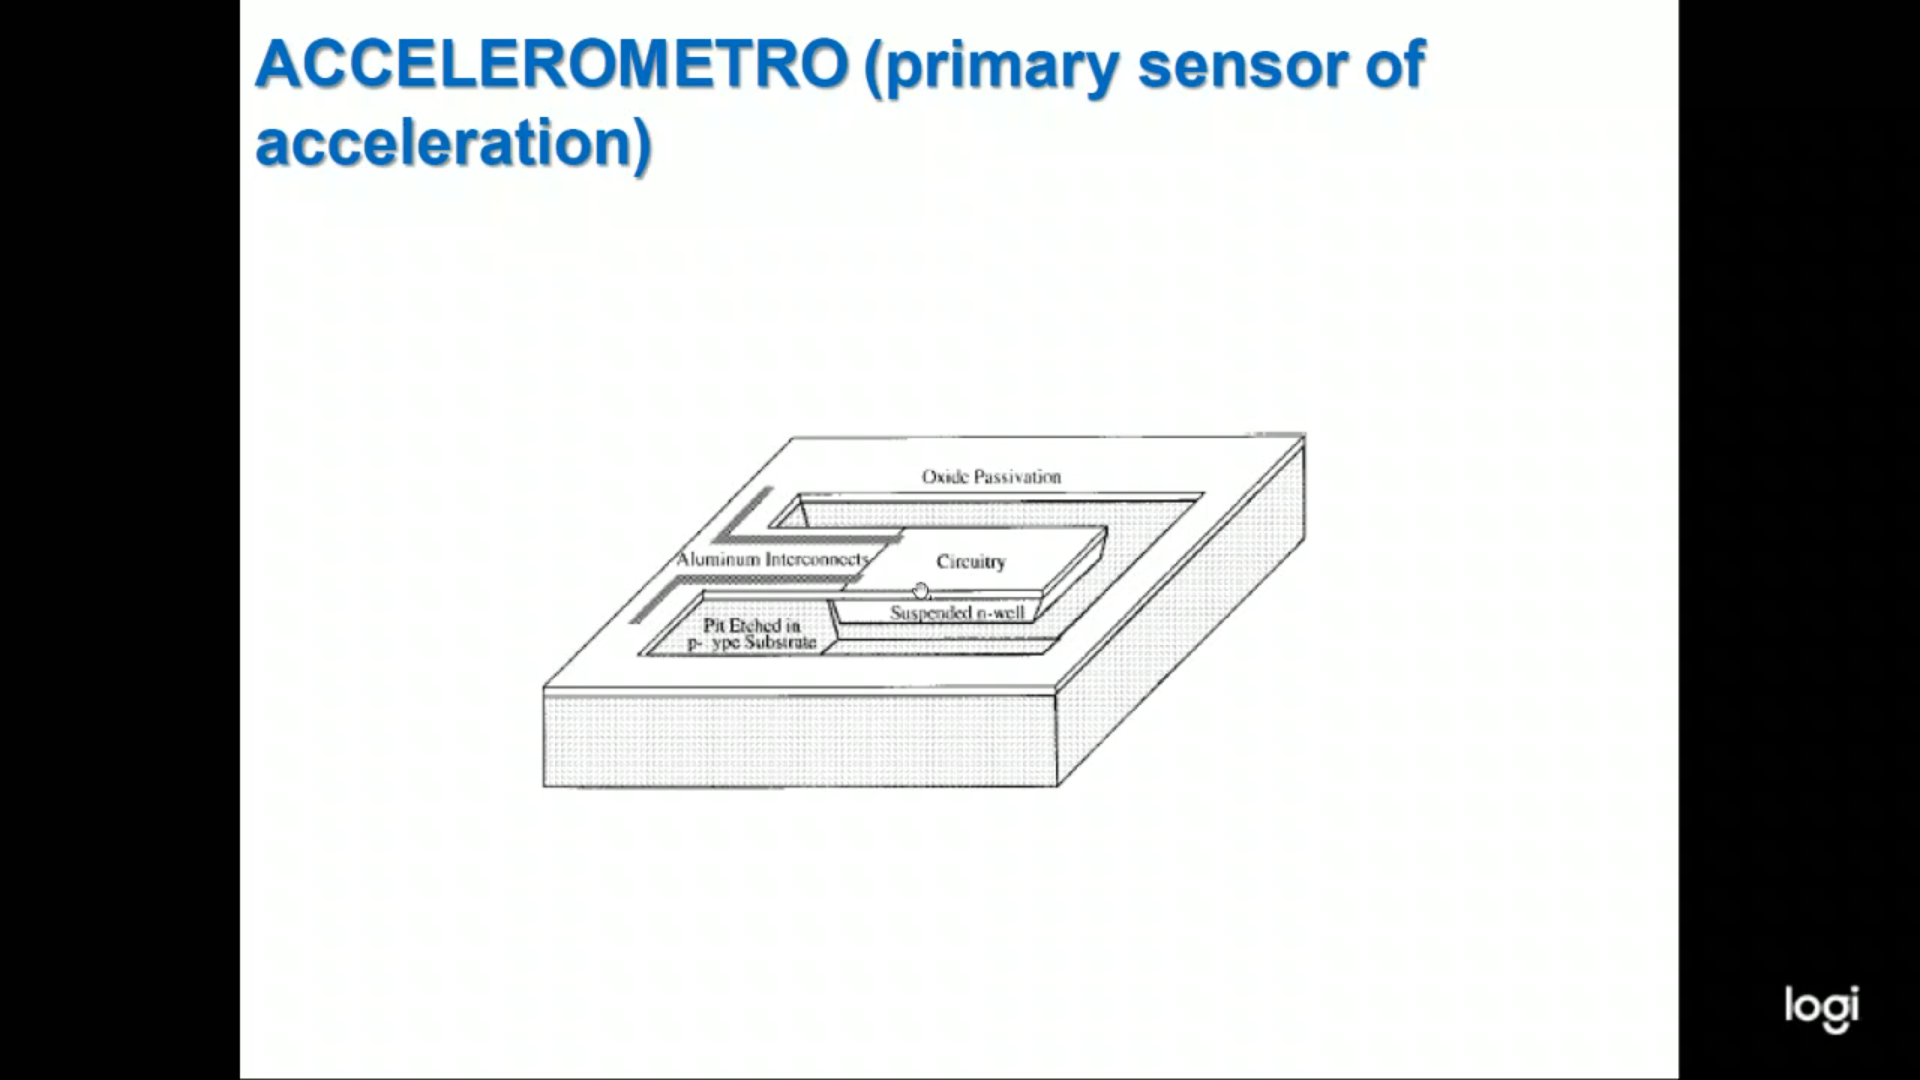 ACCELEROMETRO (primary sensor of
acceleration)
Oxide Passivation
Aluminum Interconnects
Circuitry
Suspended n-well
Pit Etched in
p- ype Substrate
logi